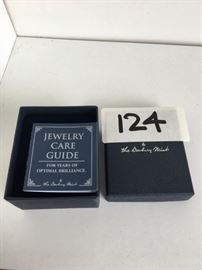 JEWELRY CARE
GUIDE
FOR YEARS OF
OPTIMAL BRILLIANCE.
the Danbury Mint
124
the Danbury Mint